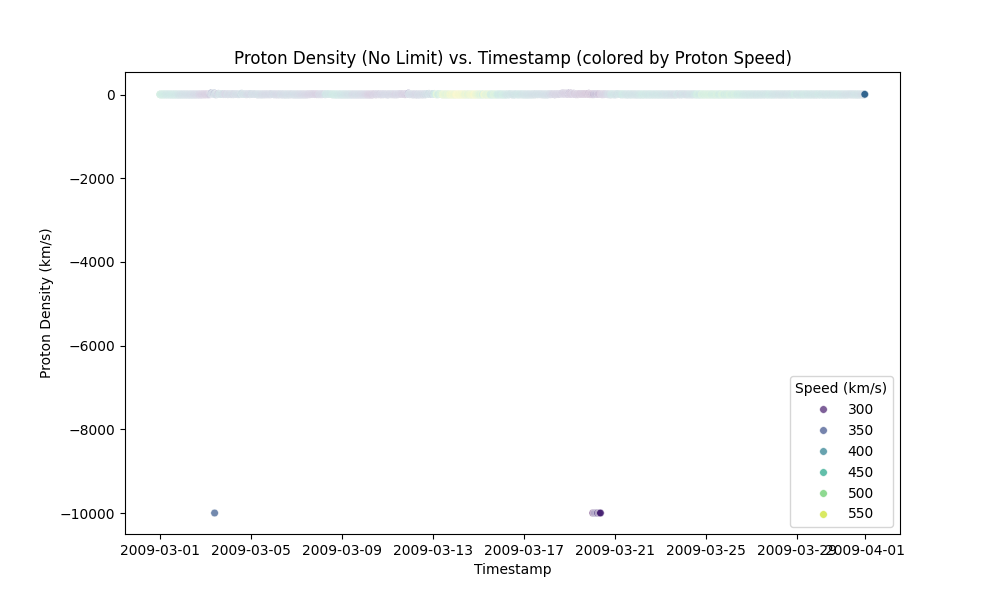 Proton Density (No Limit) vs. Timestamp (colored by Proton Speed)
Proton Density (km/s)
0
−2000
−4000
−6000
−8000
−10000
Speed (km/s)
300
350
400
450
500
550
2009-03-01 2009-03-05 2009-03-09 2009-03-13 2009-03-17 2009-03-21 2009-03-25 2009-03-29 2009-04-01
Timestamp